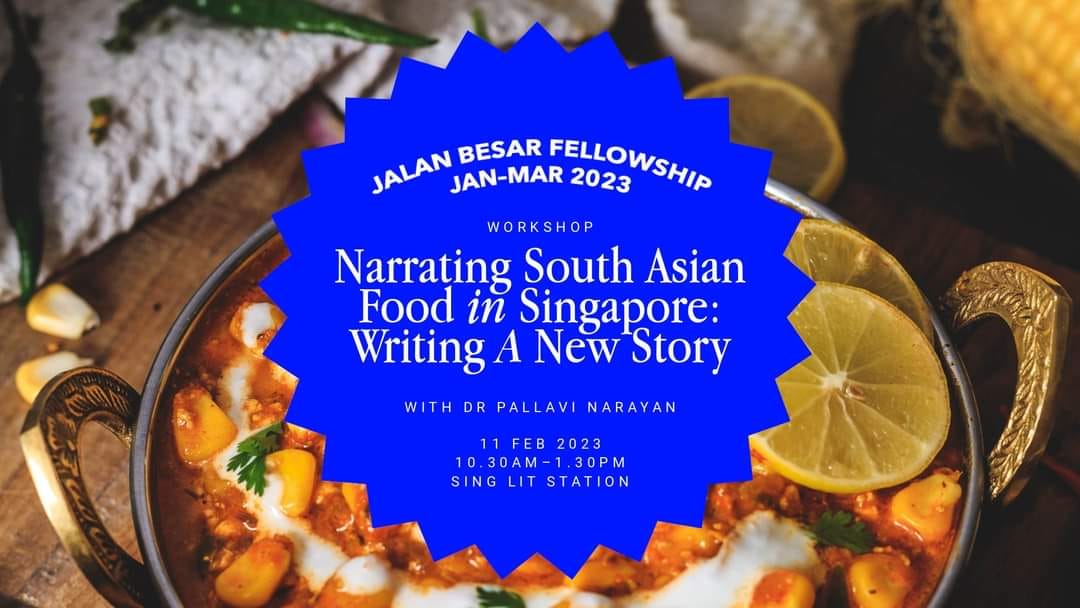 JALAN BESAR FELLOWSHIP
JAN-MAR 2023
WORKSHOP
Narrating South Asian
Food in Singapore:
Writing A New Story
WITH DR PALLAVI NARAYAN
11 FEB 2023
10.30AM–1.30PM
SING LIT STATION